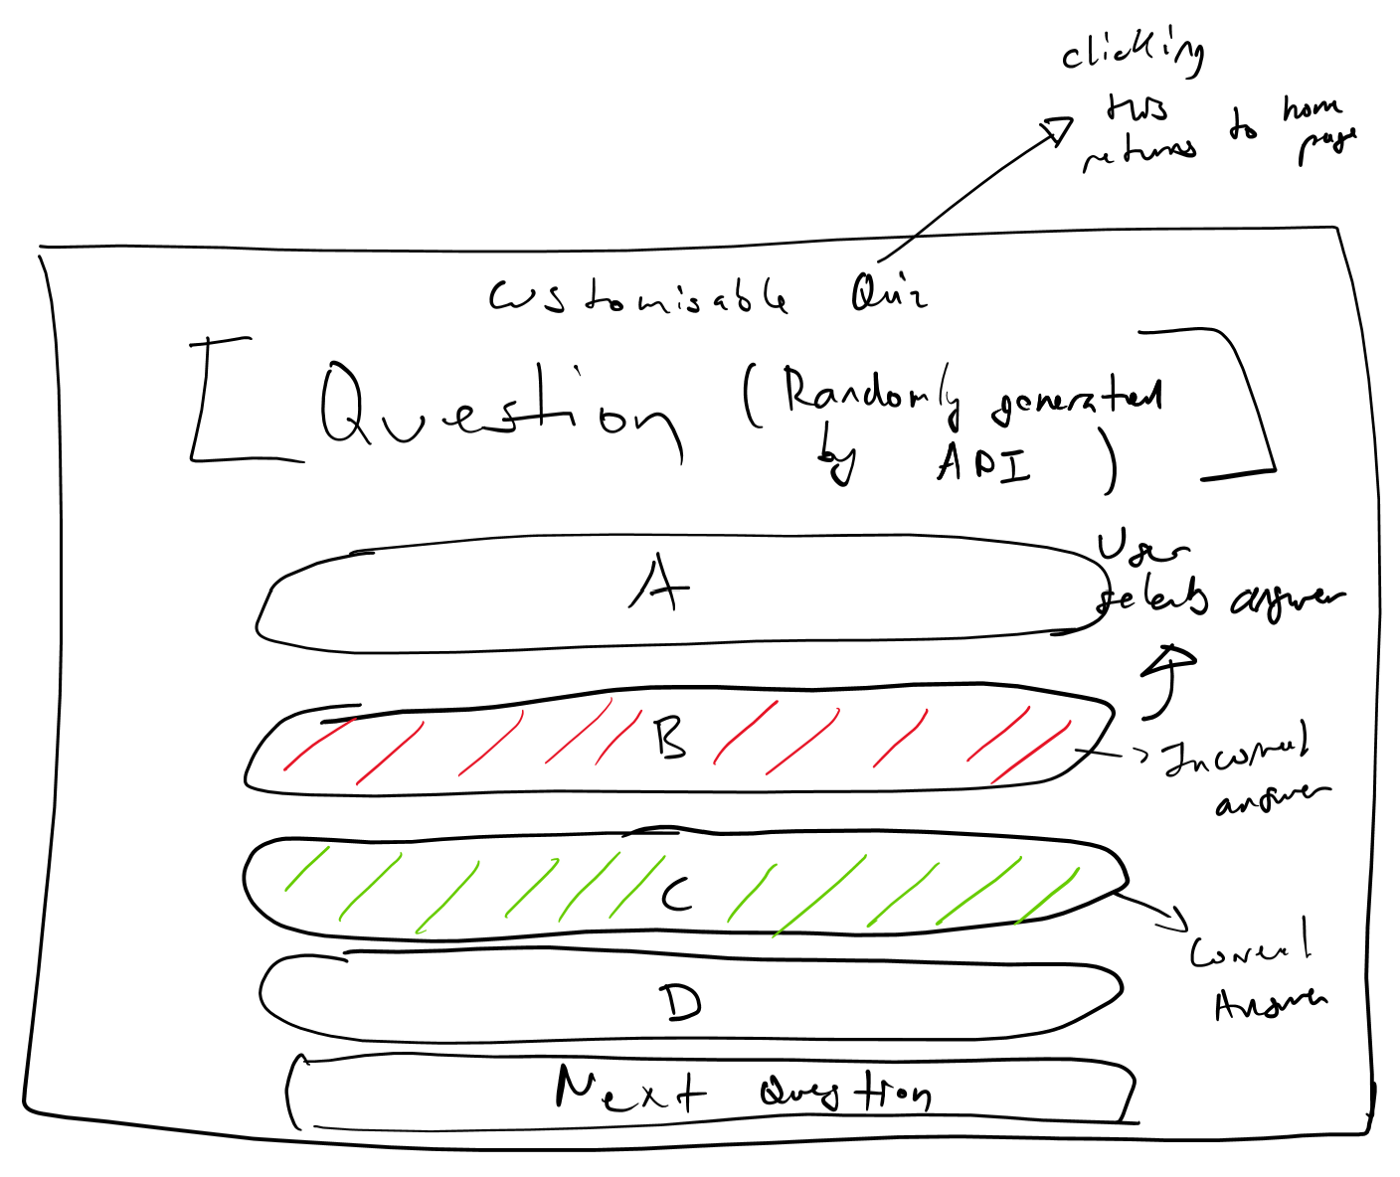 clicking
this
returns to home
page
Customisable Quiz
Question (Randomly generated
by API)
User
selects answer
A
B
Incorrect
answer
C
Correct
Answer
D
Next Question